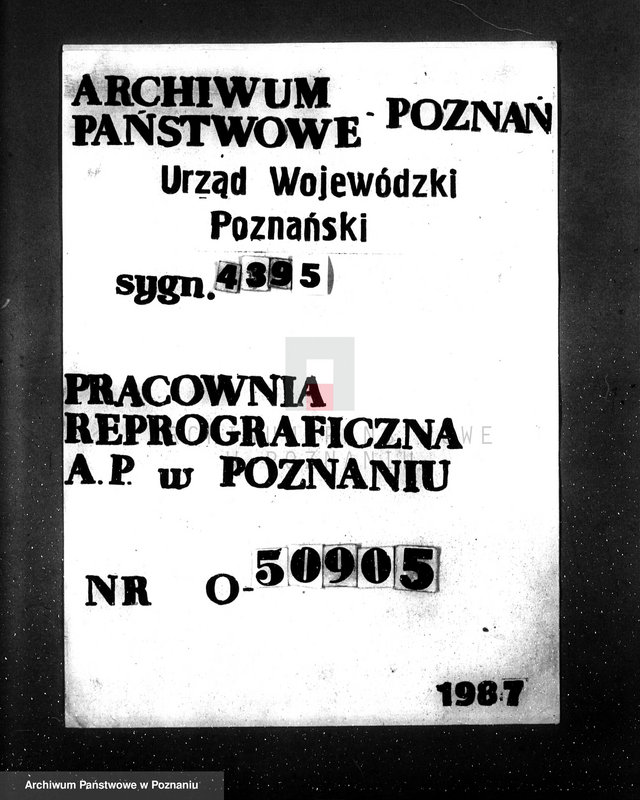 ARCHIWUM
PAŃSTWOWE - POZNAŃ
Urząd Wojewódzki
Poznański
sygn. 4395
PRACOWNIA
REPROGRAFICZNA
A.P. w POZNANIU
NR O-50905
1987
Archiwum Państwowe w Poznaniu